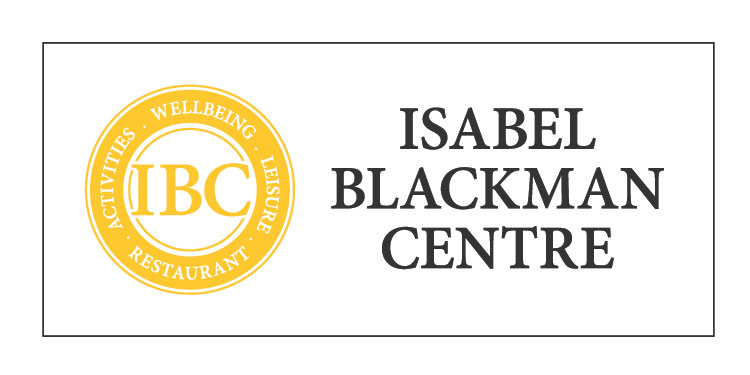 ACTIVITIES · WELLBEING · LEISURE · RESTAURANT ·
IBC
ISABEL
BLACKMAN
CENTRE